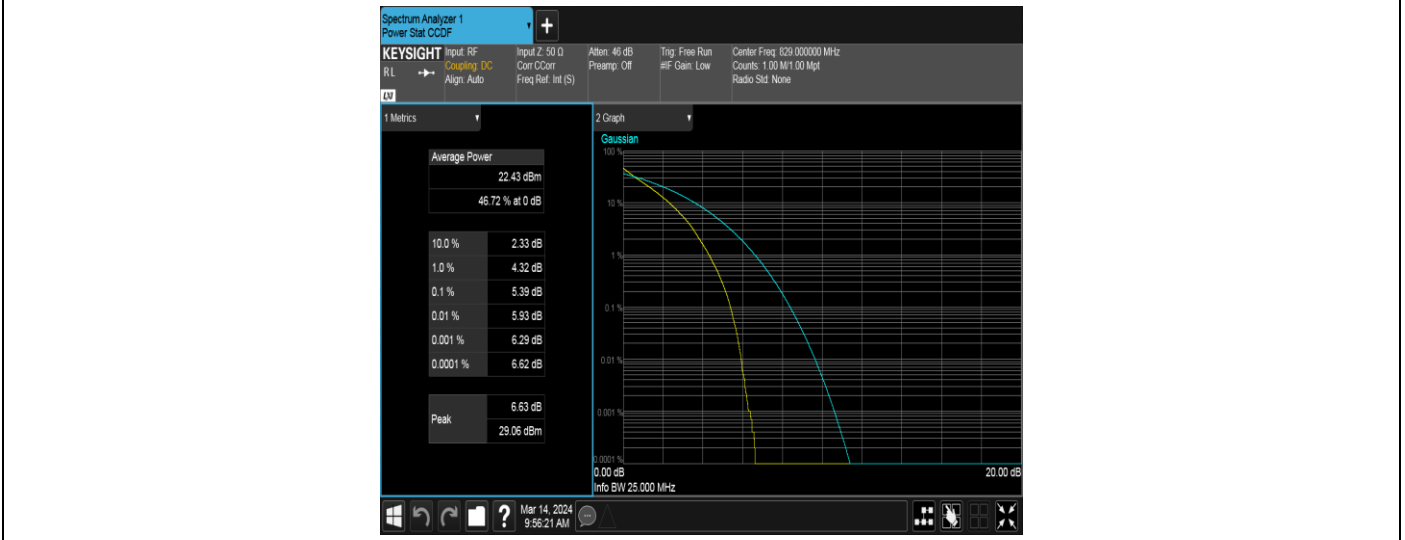 Spectrum Analyzer 1
Power Stat CCDF
+
KEYSIGHT
RL
LXI
Input: RF
Coupling: DC
Align: Auto
Input Z: 50 Ω
Corr CCorr
Freq Ref: Int (S)
Atten: 46 dB
Preamp: Off
Trig: Free Run
#IF Gain: Low
Center Freq: 829.000000 MHz
Counts: 1.00 M/1.00 Mpt
Radio Std: None
1 Metrics
Average Power
22.43 dBm
46.72 % at 0 dB
10.0 % 2.33 dB
1.0 % 4.32 dB
0.1 % 5.39 dB
0.01 % 5.93 dB
0.001 % 6.29 dB
0.0001 % 6.62 dB
Peak
6.63 dB
29.06 dBm
2 Graph
Gaussian
100 %
10 %
1 %
0.1 %
0.01 %
0.001 %
0.0001 %
0.00 dB 20.00 dB
Info BW 25.000 MHz
?
Mar 14, 2024
9:56:21 AM